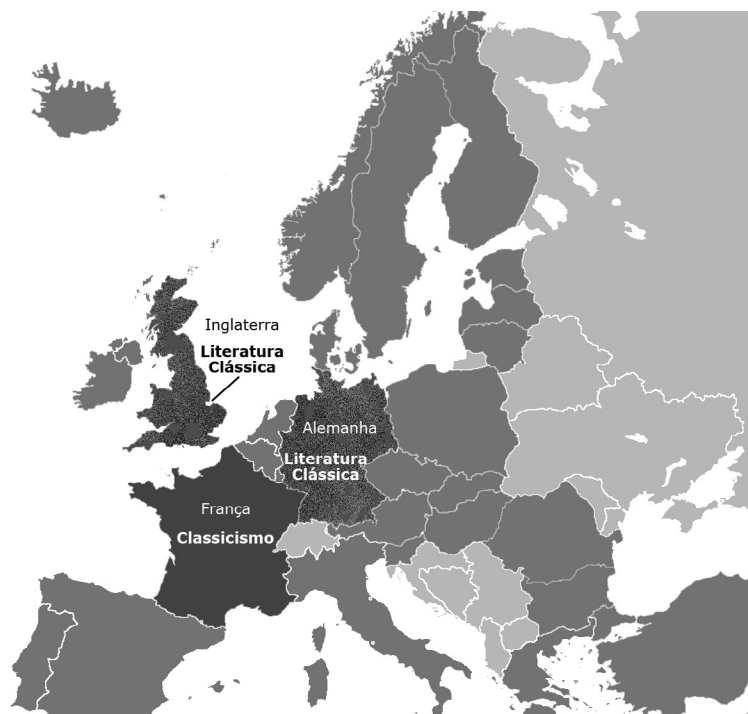 Inglaterra
Literatura
Clássica
Alemanha
Literatura
Clássica
França
Classicismo